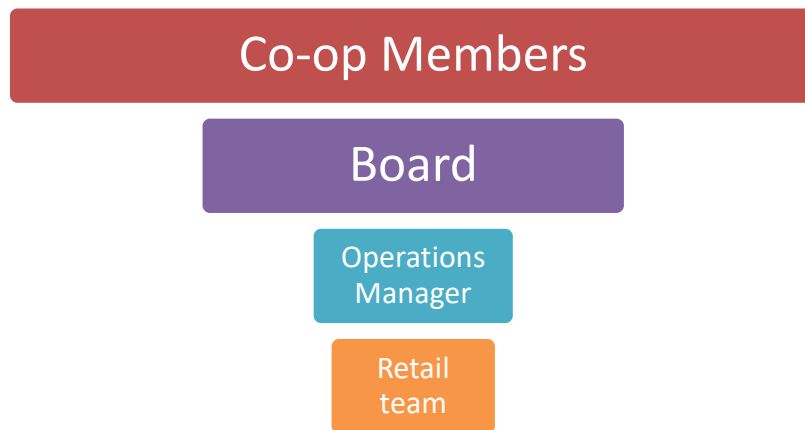 Co-op Members
Board
Operations
Manager
Retail
team